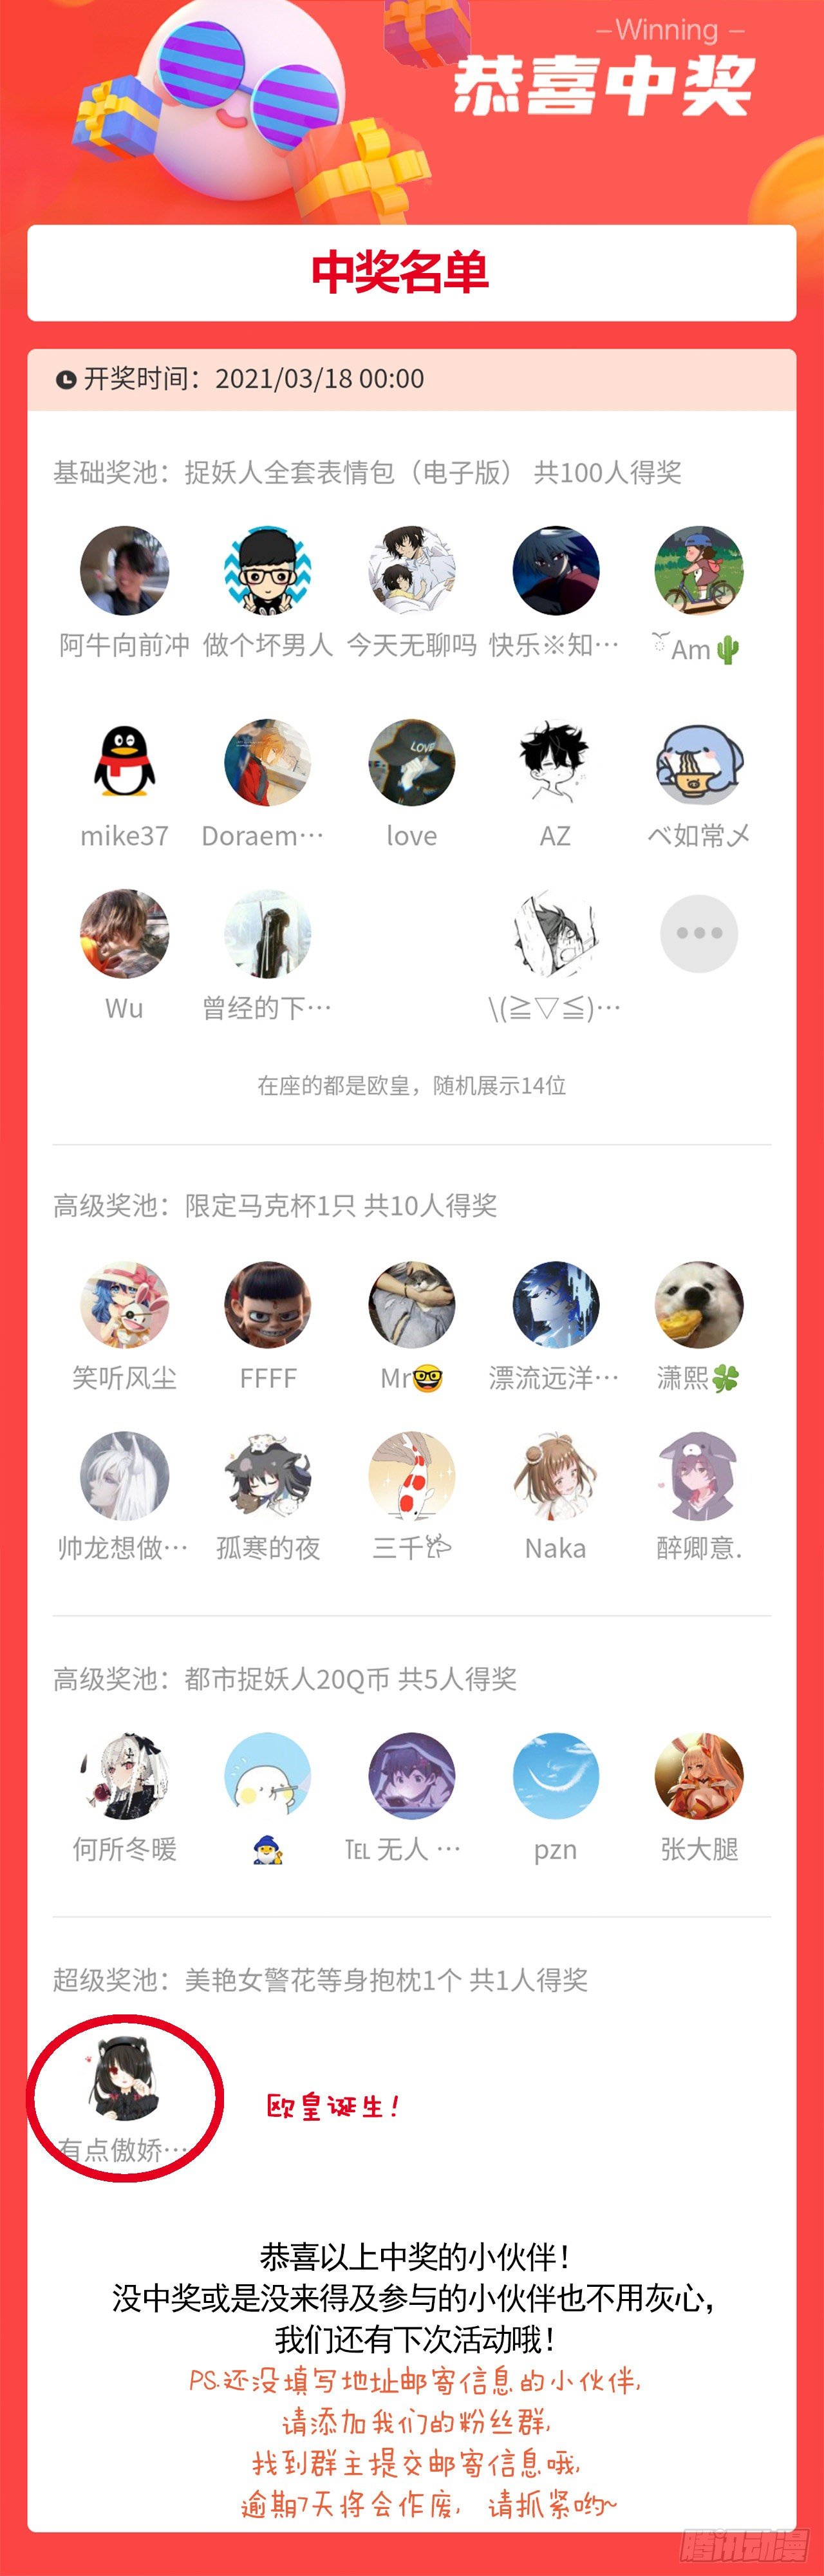 –Winning –
恭喜中奖
中奖名单
开奖时间：2021/03/18 00:00
基础奖池：捉妖人全套表情包（电子版） 共100人得奖
阿牛向前冲 做个坏男人 今天无聊吗 快乐※知… Am🌵
LOVE
mike37 Doraem… love AZ ベ如常メ
Wu 曾经的下… \(≧▽≦)…
在座的都是欧皇，随机展示14位
高级奖池：限定马克杯1只 共10人得奖
笑听风尘 FFFF Mr🤓 漂流远洋… 潇熙🍀
帅龙想做… 孤寒的夜 三千 Naka 醉卿意.
高级奖池：都市捉妖人20Q币 共5人得奖
何所冬暖 ℡ 无人 … pzn 张大腿
超级奖池：美艳女警花等身抱枕1个 共1人得奖
欧皇诞生！
有点傲娇…
恭喜以上中奖的小伙伴！
没中奖或是没来得及参与的小伙伴也不用灰心，
我们还有下次活动哦！
PS.还没填写地址邮寄信息的小伙伴，
请添加我们的粉丝群，
找到群主提交邮寄信息哦，
逾期7天将会作废， 请抓紧哟~
腾讯动漫